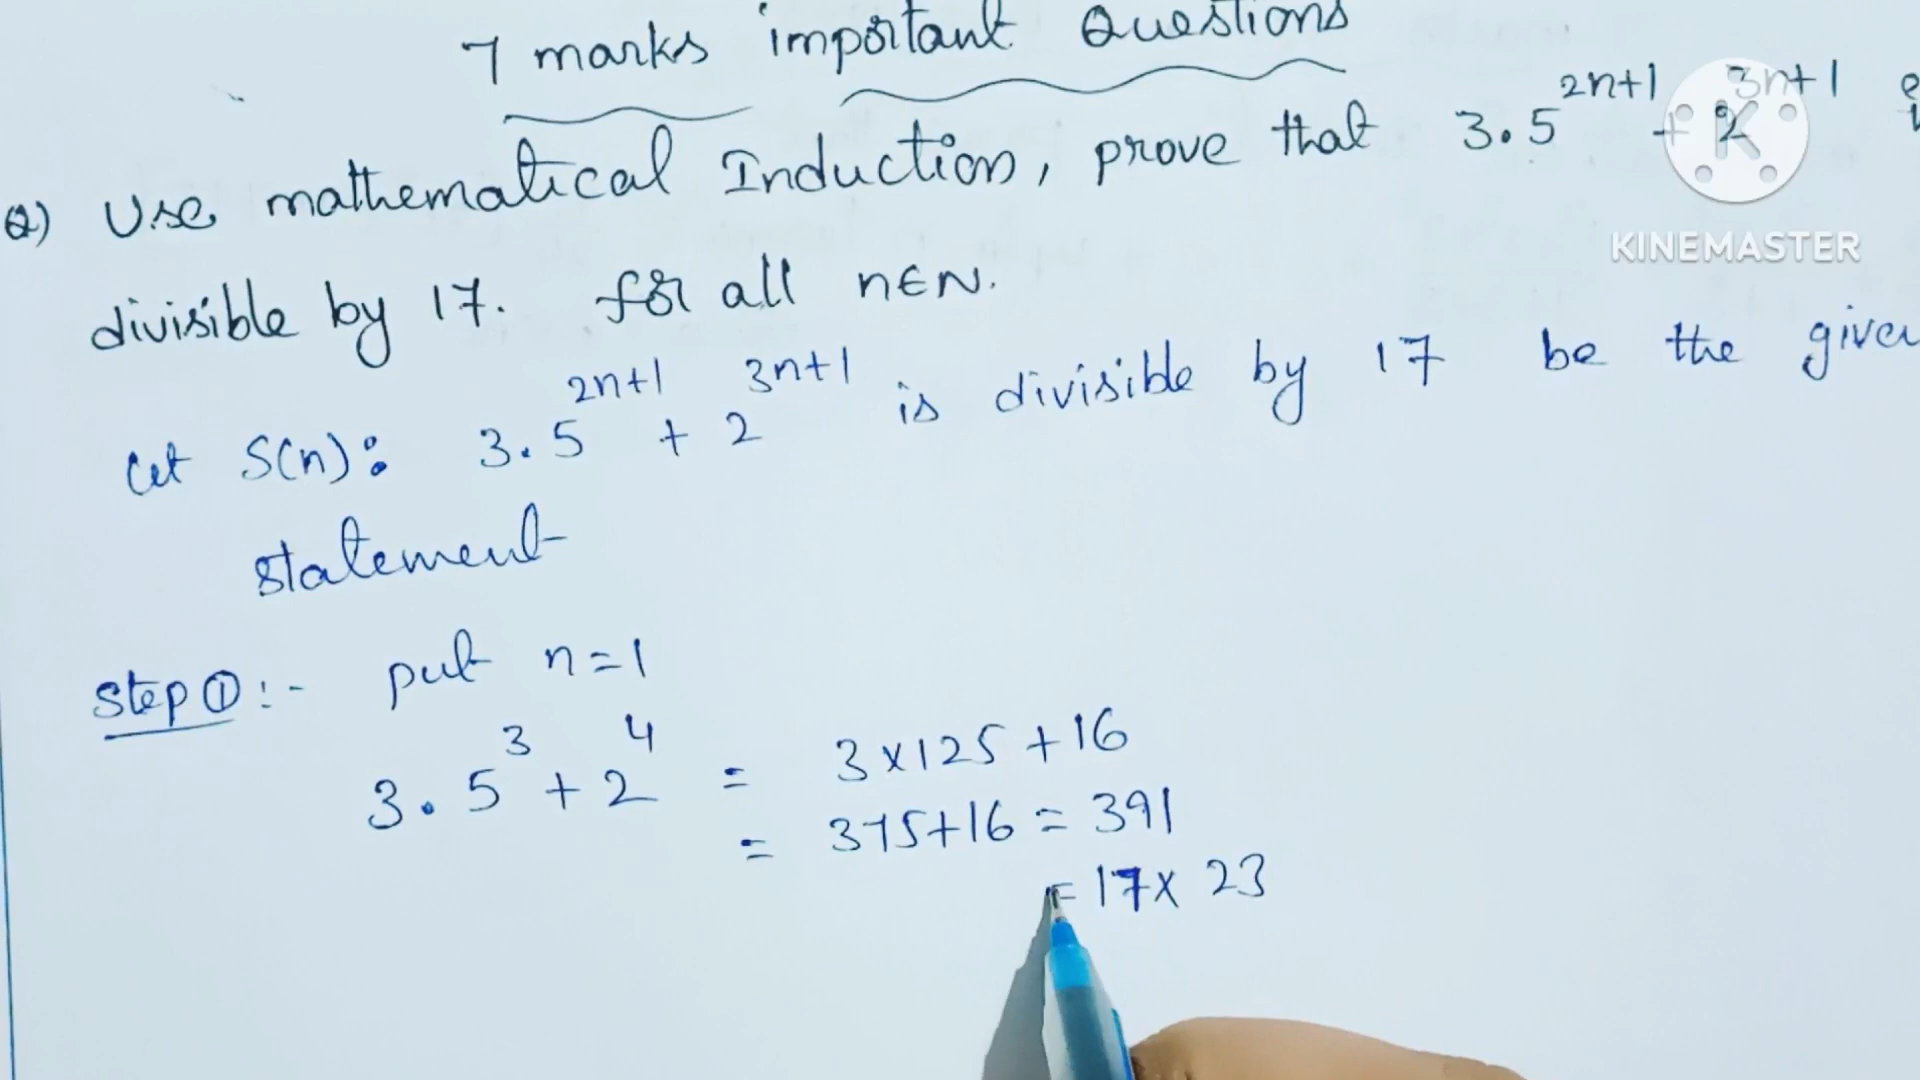 7 marks important Questions
Q) Use mathematical Induction, prove that 3.5^{2n+1} + 2^{3n+1}
divisible by 17. for all n∈N.
Let S(n): 3.5^{2n+1} + 2^{3n+1} is divisible by 17 be the given
statement
Step ①:- put n=1
3.5^3 + 2^4 = 3×125+16
= 375+16 = 391
= 17× 23
KINEMASTER